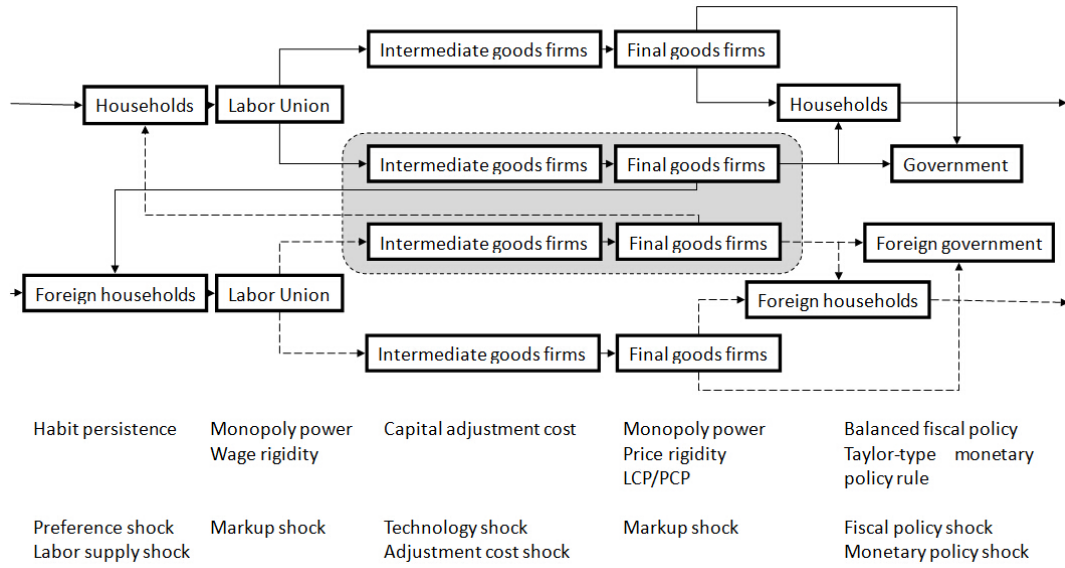 Intermediate goods firms
Final goods firms
Households
Labor Union
Households
Intermediate goods firms
Final goods firms
Government
Intermediate goods firms
Final goods firms
Foreign government
Foreign households
Labor Union
Foreign households
Intermediate goods firms
Final goods firms
Habit persistence
Monopoly power
Wage rigidity
Capital adjustment cost
Monopoly power
Price rigidity
LCP/PCP
Balanced fiscal policy
Taylor-type monetary
policy rule
Preference shock
Labor supply shock
Markup shock
Technology shock
Adjustment cost shock
Markup shock
Fiscal policy shock
Monetary policy shock